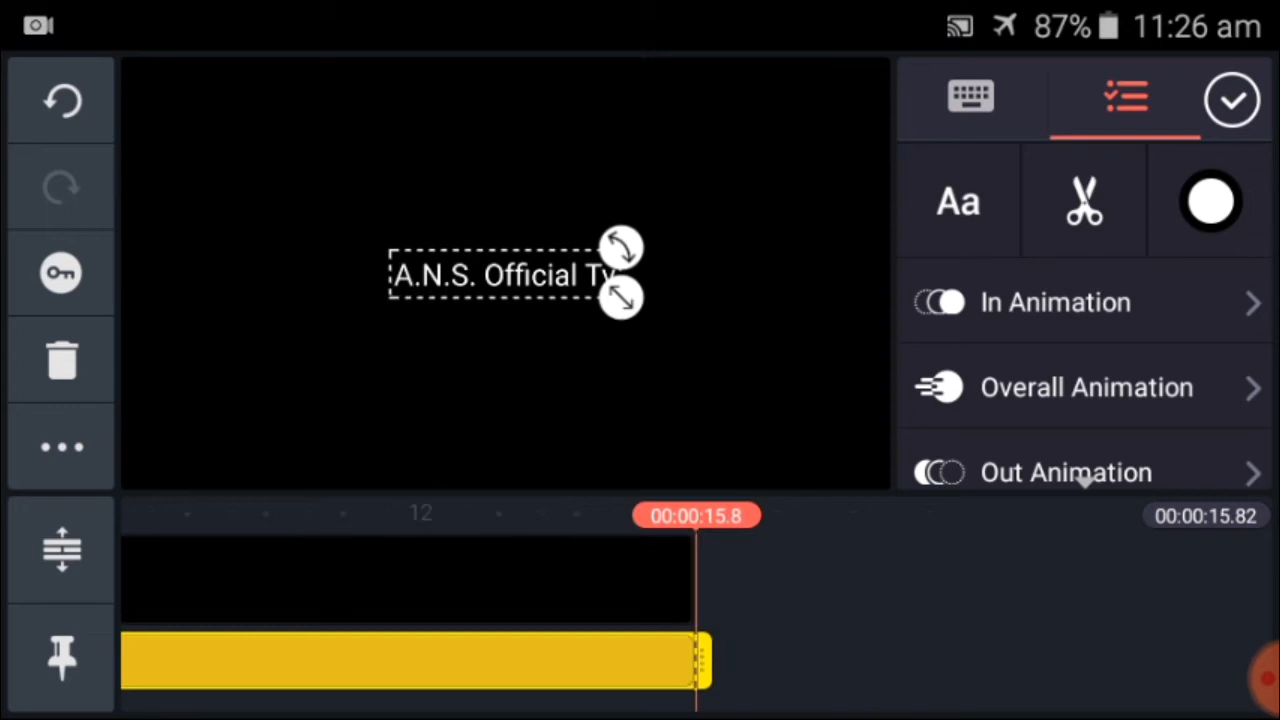 87% 11:26 am
A.N.S. Official Tv
Aa
In Animation
Overall Animation
Out Animation
12
00:00:15.8
00:00:15.82